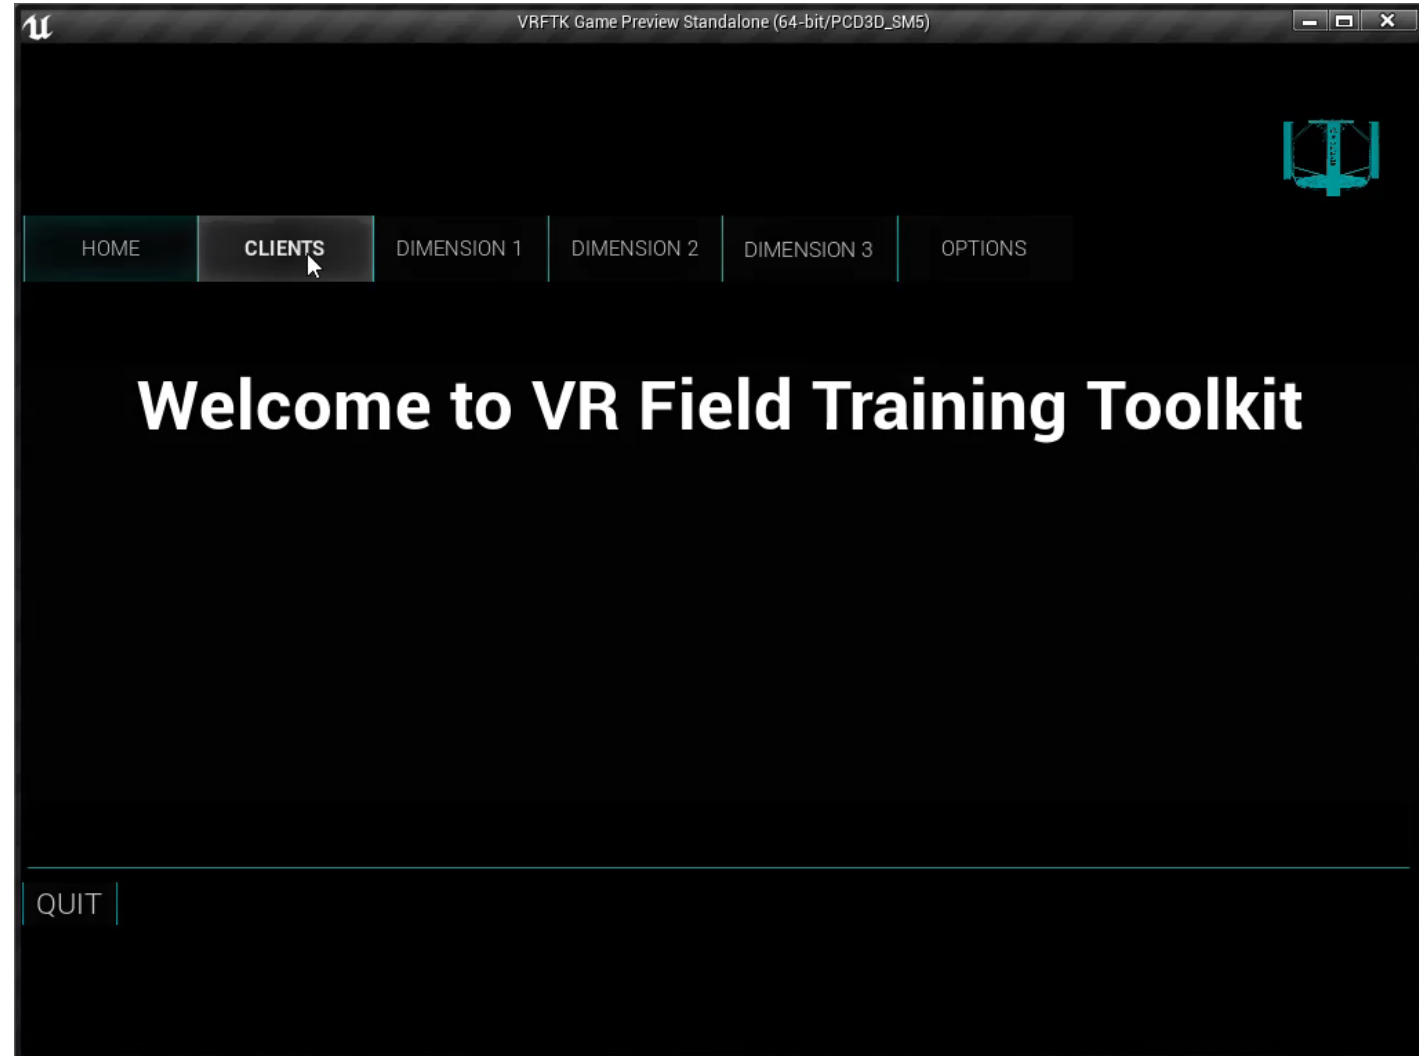 VRFTK Game Preview Standalone (64-bit/PCD3D_SM5)
HOME CLIENTS DIMENSION 1 DIMENSION 2 DIMENSION 3 OPTIONS
Welcome to VR Field Training Toolkit
QUIT